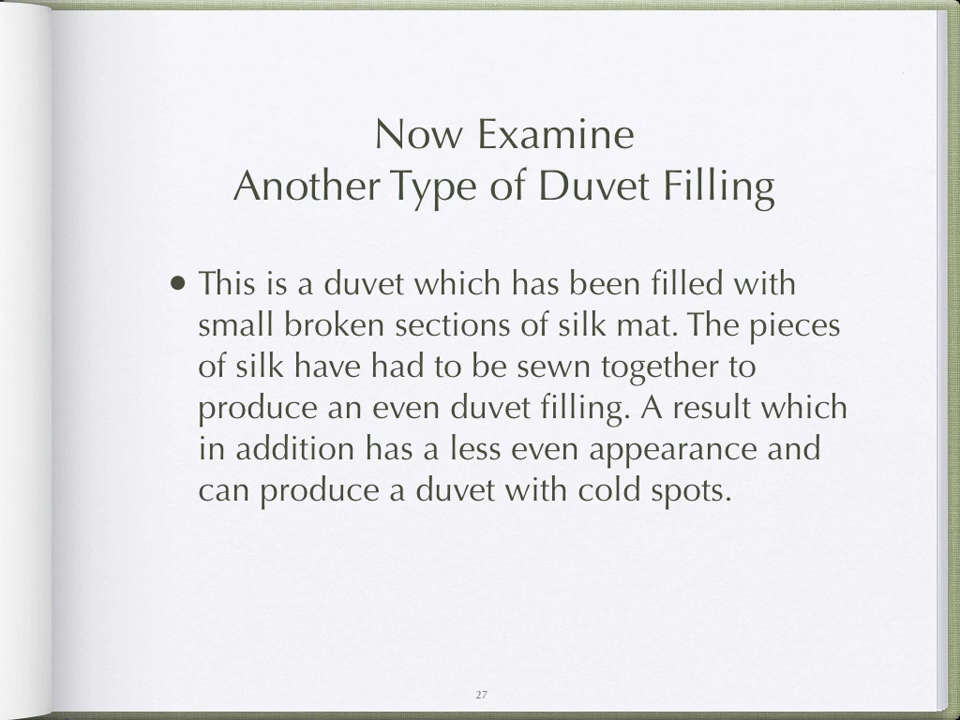 Now Examine
Another Type of Duvet Filling
• This is a duvet which has been filled with
small broken sections of silk mat. The pieces
of silk have had to be sewn together to
produce an even duvet filling. A result which
in addition has a less even appearance and
can produce a duvet with cold spots.
27